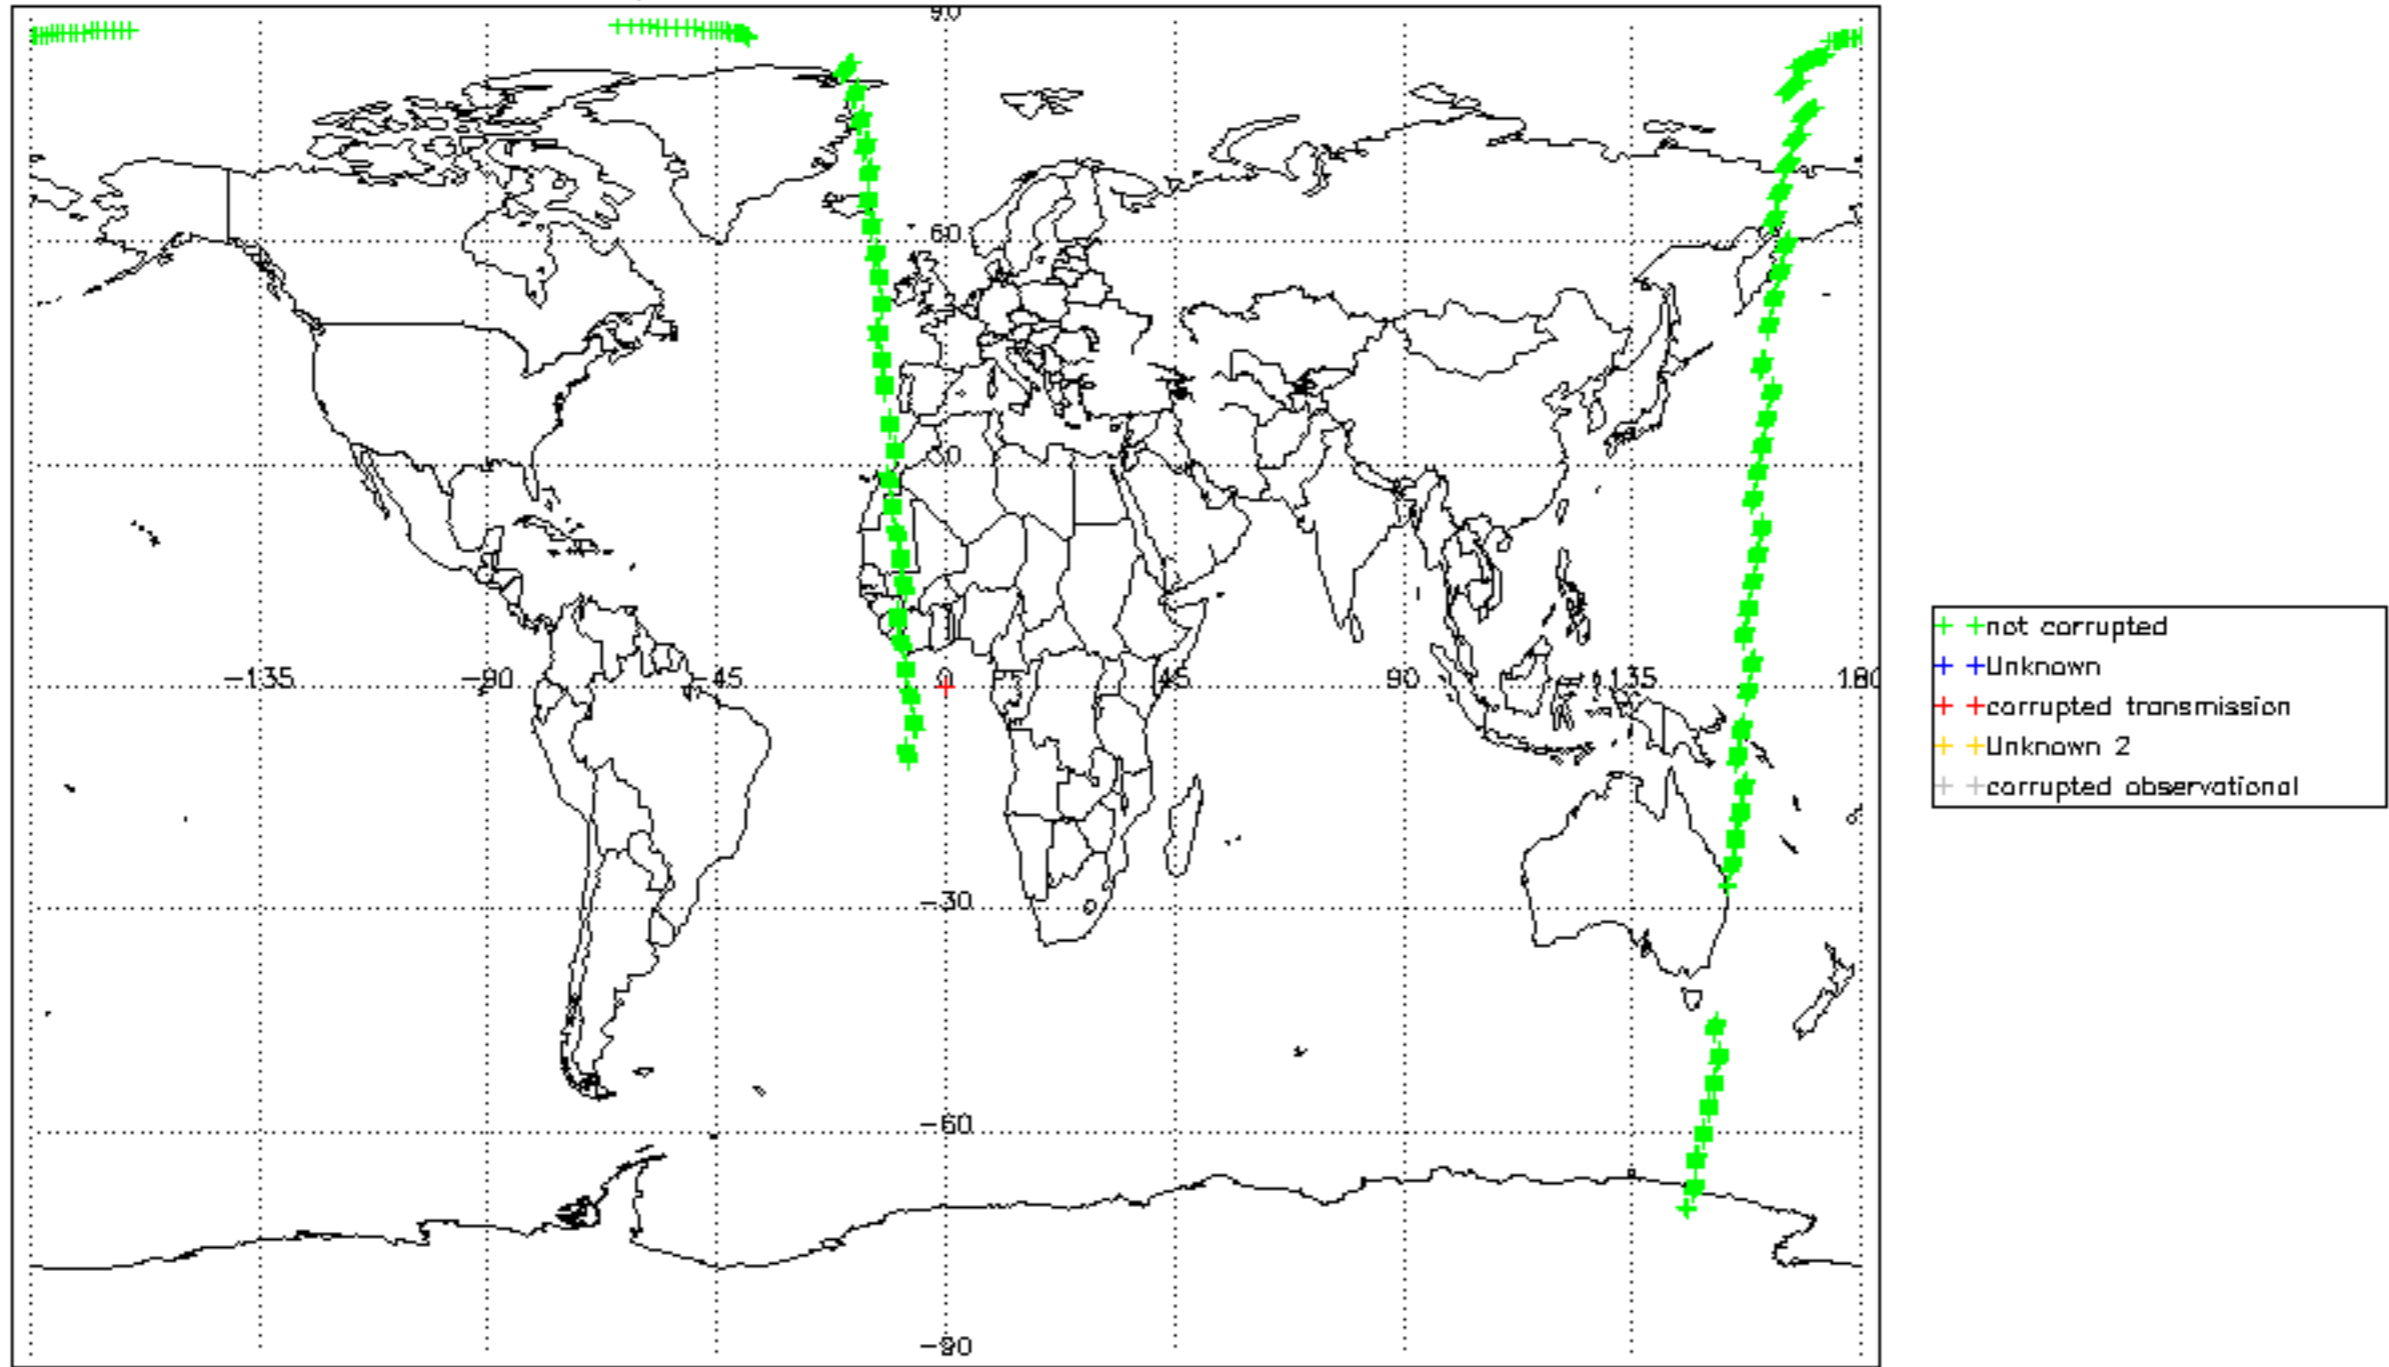 90
60
30
-135
-90
-45
0
45
90
135
180
-30
-60
-90
not corrupted
Unknown
corrupted transmission
Unknown 2
corrupted observational